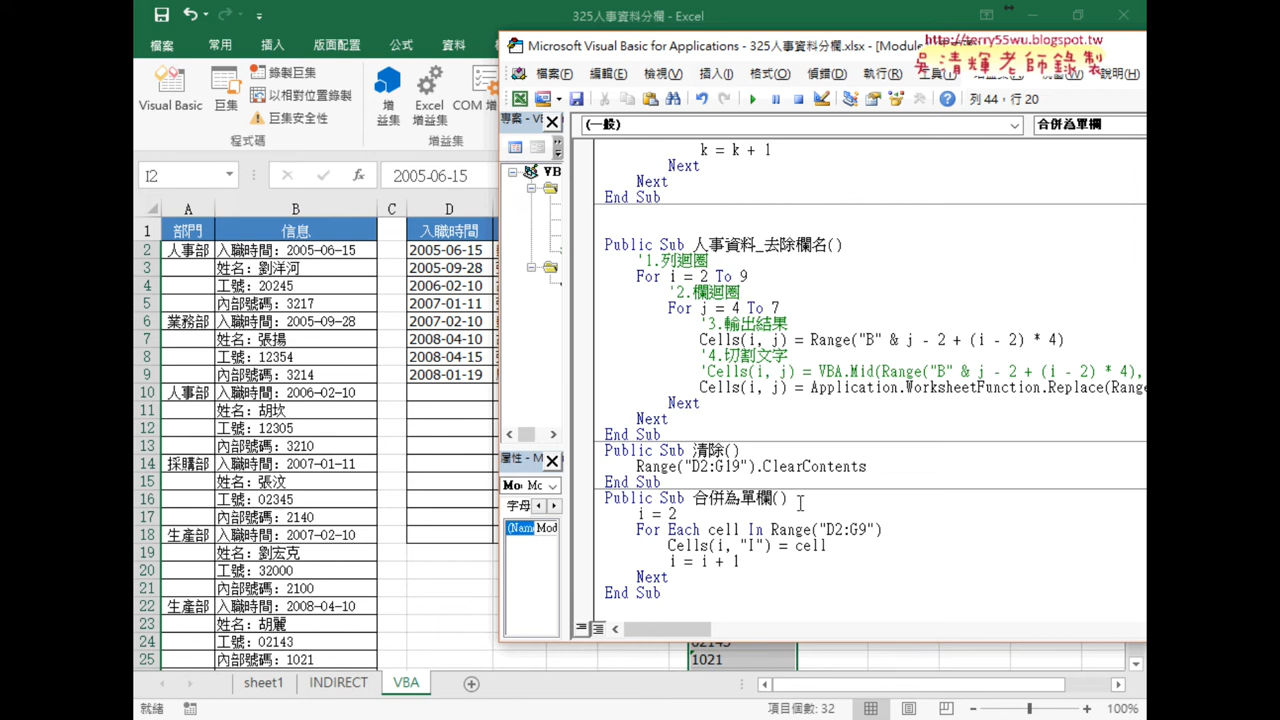 325人事資料分欄 - Excel
檔案 常用 插入 版面配置 公式 資料
Visual Basic
巨集
錄製巨集
以相對位置錄製
巨集安全性
程式碼
增益集
Excel 增益集
COM 增
增益集
I2
2005-06-15
A B C D
1 部門 信息 入職時間
2 人事部 入職時間：2005-06-15 2005-06-15
3 姓名：劉洋河 2005-09-28
4 工號：20245 2006-02-10
5 內部號碼：3217 2007-01-11
6 業務部 入職時間：2005-09-28 2007-02-10
7 姓名：張揚 2008-04-10
8 工號：12354 2008-04-15
9 內部號碼：3214 2008-01-19
10 人事部 入職時間：2006-02-10
11 姓名：胡坎
12 工號：12305
13 內部號碼：3210
14 採購部 入職時間：2007-01-11
15 姓名：張汶
16 工號：02345
17 內部號碼：2140
18 生產部 入職時間：2007-02-10
19 姓名：劉宏克
20 工號：32000
21 內部號碼：2100
22 生產部 入職時間：2008-04-10
23 姓名：胡麗
24 工號：02143
25 內部號碼：1021
02143
1021
sheet1 INDIRECT VBA
就緒
項目個數: 32
100%
Microsoft Visual Basic for Applications - 325人事資料分欄.xlsx - [Module
http://terry55wu.blogspot.tw
吳清輝老師錄製
檔案(F) 編輯(E) 檢視(V) 插入(I) 格式(O) 偵錯(D) 執行(R) 說明(H)
列 44，行 20
專案 - VB
VB
屬性 - M
Mo Mc
字母
(Nam Mod
(一般)
合併為單欄
k = k + 1
Next
Next
End Sub
Public Sub 人事資料_去除欄名()
'1.列迴圈
For i = 2 To 9
'2.欄迴圈
For j = 4 To 7
'3.輸出結果
Cells(i, j) = Range("B" & j - 2 + (i - 2) * 4)
'4.切割文字
'Cells(i, j) = VBA.Mid(Range("B" & j - 2 + (i - 2) * 4),
Cells(i, j) = Application.WorksheetFunction.Replace(Rang
Next
Next
End Sub
Public Sub 清除()
Range("D2:G19").ClearContents
End Sub
Public Sub 合併為單欄()
i = 2
For Each cell In Range("D2:G9")
Cells(i, "I") = cell
i = i + 1
Next
End Sub